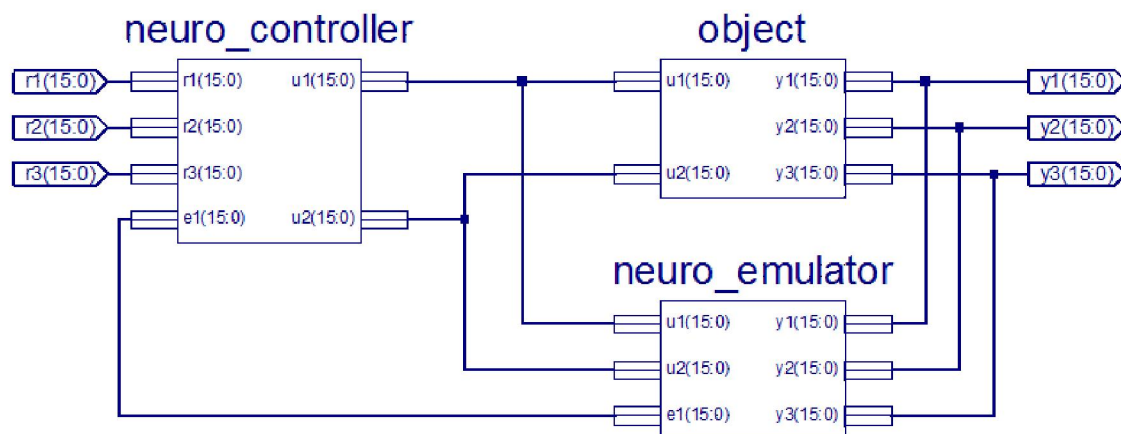 neuro_controller
object
r1(15:0)
r1(15:0)
u1(15:0)
u1(15:0)
y1(15:0)
y1(15:0)
r2(15:0)
r2(15:0)
y2(15:0)
y2(15:0)
r3(15:0)
r3(15:0)
u2(15:0)
y3(15:0)
y3(15:0)
e1(15:0)
u2(15:0)
neuro_emulator
u1(15:0)
y1(15:0)
u2(15:0)
y2(15:0)
e1(15:0)
y3(15:0)